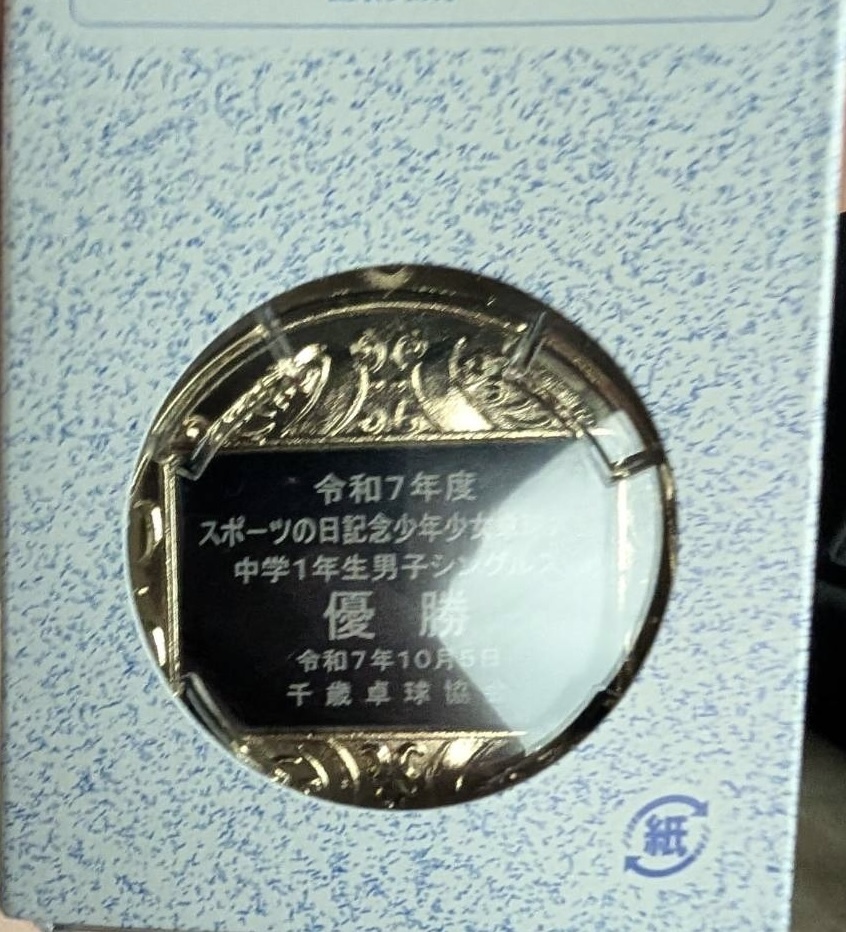 令和7年度
スポーツの日記念少年少女
中学1年生男子シングルス
優勝
令和7年10月5日
千歳卓球協会
紙